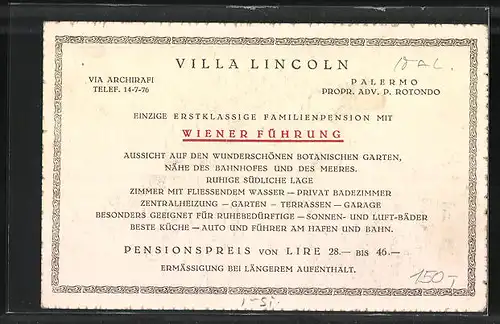 VILLA LINCOLN
VIA ARCHIRAFI
TELEF. 14-7-76
PALERMO
PROPR. ADV. P. ROTONDO
EINZIGE ERSTKLASSIGE FAMILIENPENSION MIT
WIENER FÜHRUNG
AUSSICHT AUF DEN WUNDERSCHÖNEN BOTANISCHEN GARTEN,
NÄHE DES BAHNHOFES UND DES MEERES.
RUHIGE SÜDLICHE LAGE
ZIMMER MIT FLIESSENDEM WASER — PRIVAT BADEZIMMER
ZENTRALHEIZUNG — GARTEN — TERRASSEN — GARAGE
BESONDERS GEEIGNET FÜR RUHEBEDÜRFTIGE — SONNEN- UND LUFT-BÄDER
BESTE KÜCHE — AUTO UND FÜHRER AM HAFEN UND BAHN.
PENSIONSPREIS VON LIRE 28.— BIS 46.—
ERMÄSSIGUNG BEI LÄNGEREM AUFENTHALT.
150,-